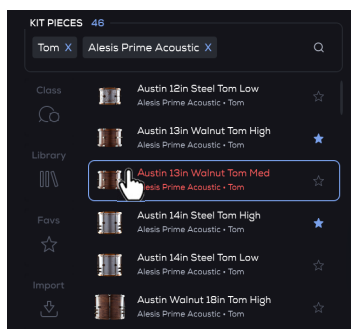 KIT PIECES 46
Tom X Alesis Prime Acoustic X
Class
Library
Favs
Import
Austin 12in Steel Tom Low
Alesis Prime Acoustic • Tom
Austin 13in Walnut Tom High
Alesis Prime Acoustic • Tom
Austin 13in Walnut Tom Med
Alesis Prime Acoustic • Tom
Austin 14in Steel Tom High
Alesis Prime Acoustic • Tom
Austin 14in Steel Tom Low
Alesis Prime Acoustic • Tom
Austin Walnut 18in Tom High
Alesis Prime Acoustic • Tom